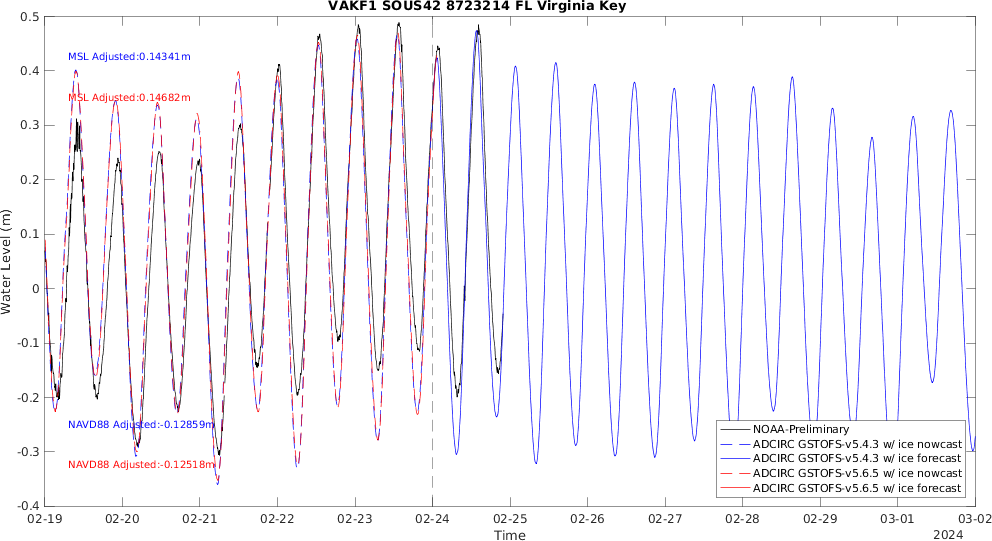 VAKF1 SOUS42 8723214 FL Virginia Key
0.5
0.4
0.3
0.2
0.1
0
-0.1
-0.2
-0.3
-0.4
Water Level (m)
MSL Adjusted:0.14341m
MSL Adjusted:0.14682m
NAVD88 Adjusted:-0.12859m
NAVD88 Adjusted:-0.12518m
NOAA-Preliminary
ADCIRC GSTOFS-v5.4.3 w/ ice nowcast
ADCIRC GSTOFS-v5.4.3 w/ ice forecast
ADCIRC GSTOFS-v5.6.5 w/ ice nowcast
ADCIRC GSTOFS-v5.6.5 w/ ice forecast
02-19 02-20 02-21 02-22 02-23 02-24 02-25 02-26 02-27 02-28 02-29 03-01 03-02
Time
2024